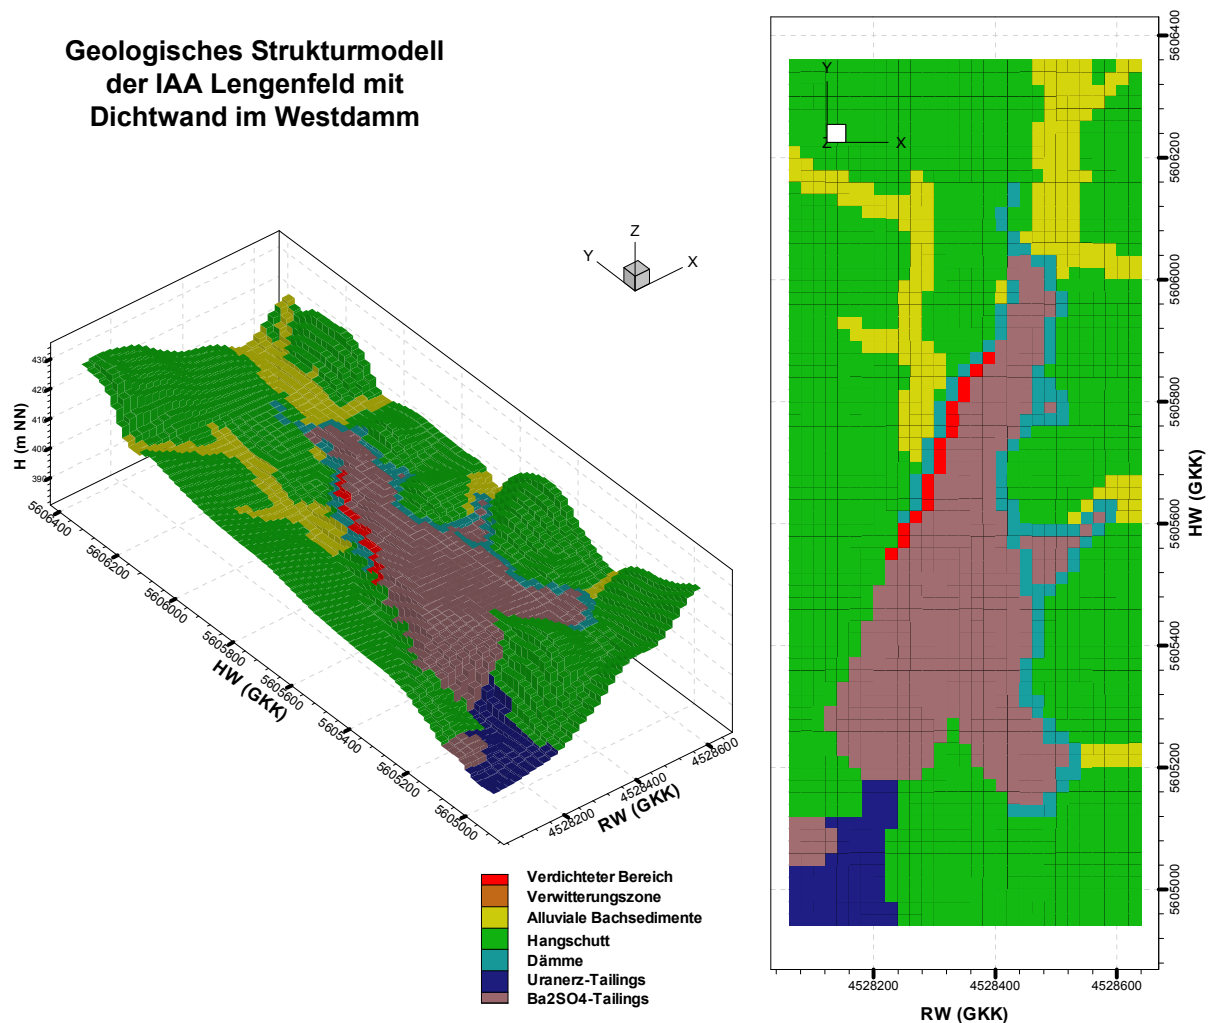 Geologisches Strukturmodell
der IAA Lengenfeld mit
Dichtwand im Westdamm
Z
Y
X
H (m NN)
430
420
410
400
390
5606400
5606200
5606000
5605800
5605600
5605400
5605200
5605000
HW (GKK)
4528200
4528400
4528600
RW (GKK)
Verdichteter Bereich
Verwitterungszone
Alluviale Bachsedimente
Hangschutt
Dämme
Uranerz-Tailings
Ba2SO4-Tailings
Y
Z
X
5606400
5606200
5606000
5605800
5605600
5605400
5605200
5605000
HW (GKK)
4528200
4528400
4528600
RW (GKK)